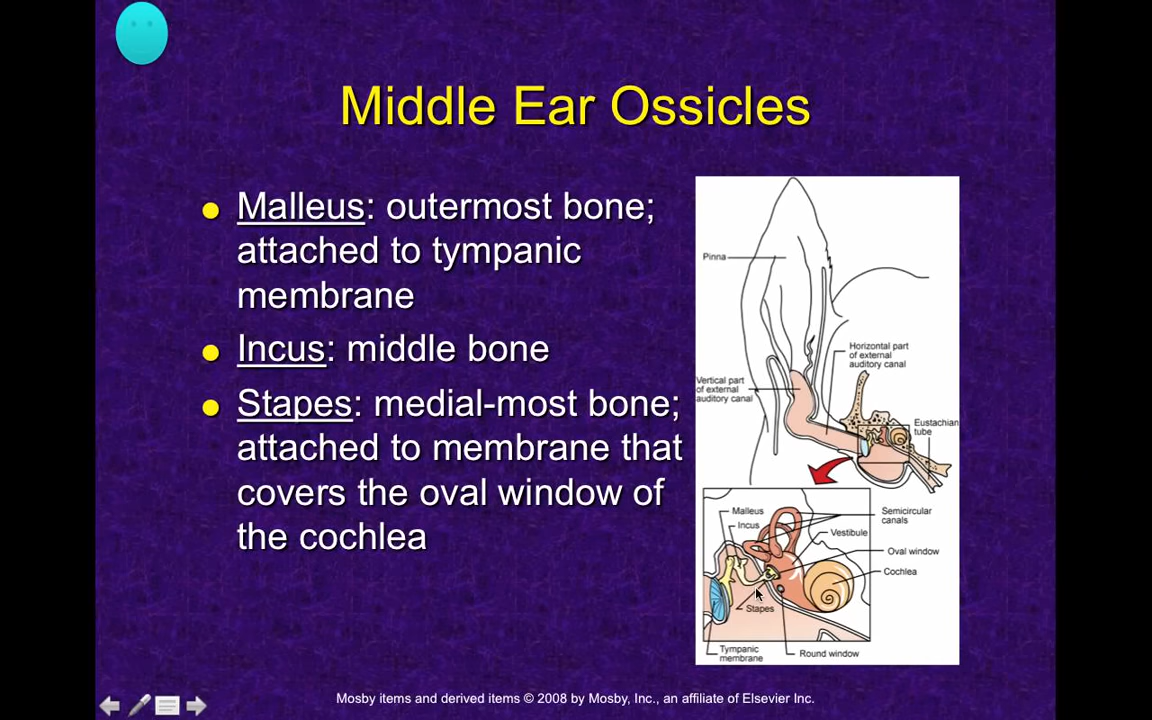 Middle Ear Ossicles
Malleus: outermost bone;
attached to tympanic
membrane
Incus: middle bone
Stapes: medial-most bone;
attached to membrane that
covers the oval window of
the cochlea
Pinna
Horizontal part
of external
auditory canal
Vertical part
of external
auditory canal
Eustachian
tube
Malleus
Incus
Semicircular
canals
Vestibule
Oval window
Cochlea
Stapes
Tympanic
membrane
Round window
Mosby items and derived items © 2008 by Mosby, Inc., an affiliate of Elsevier Inc.